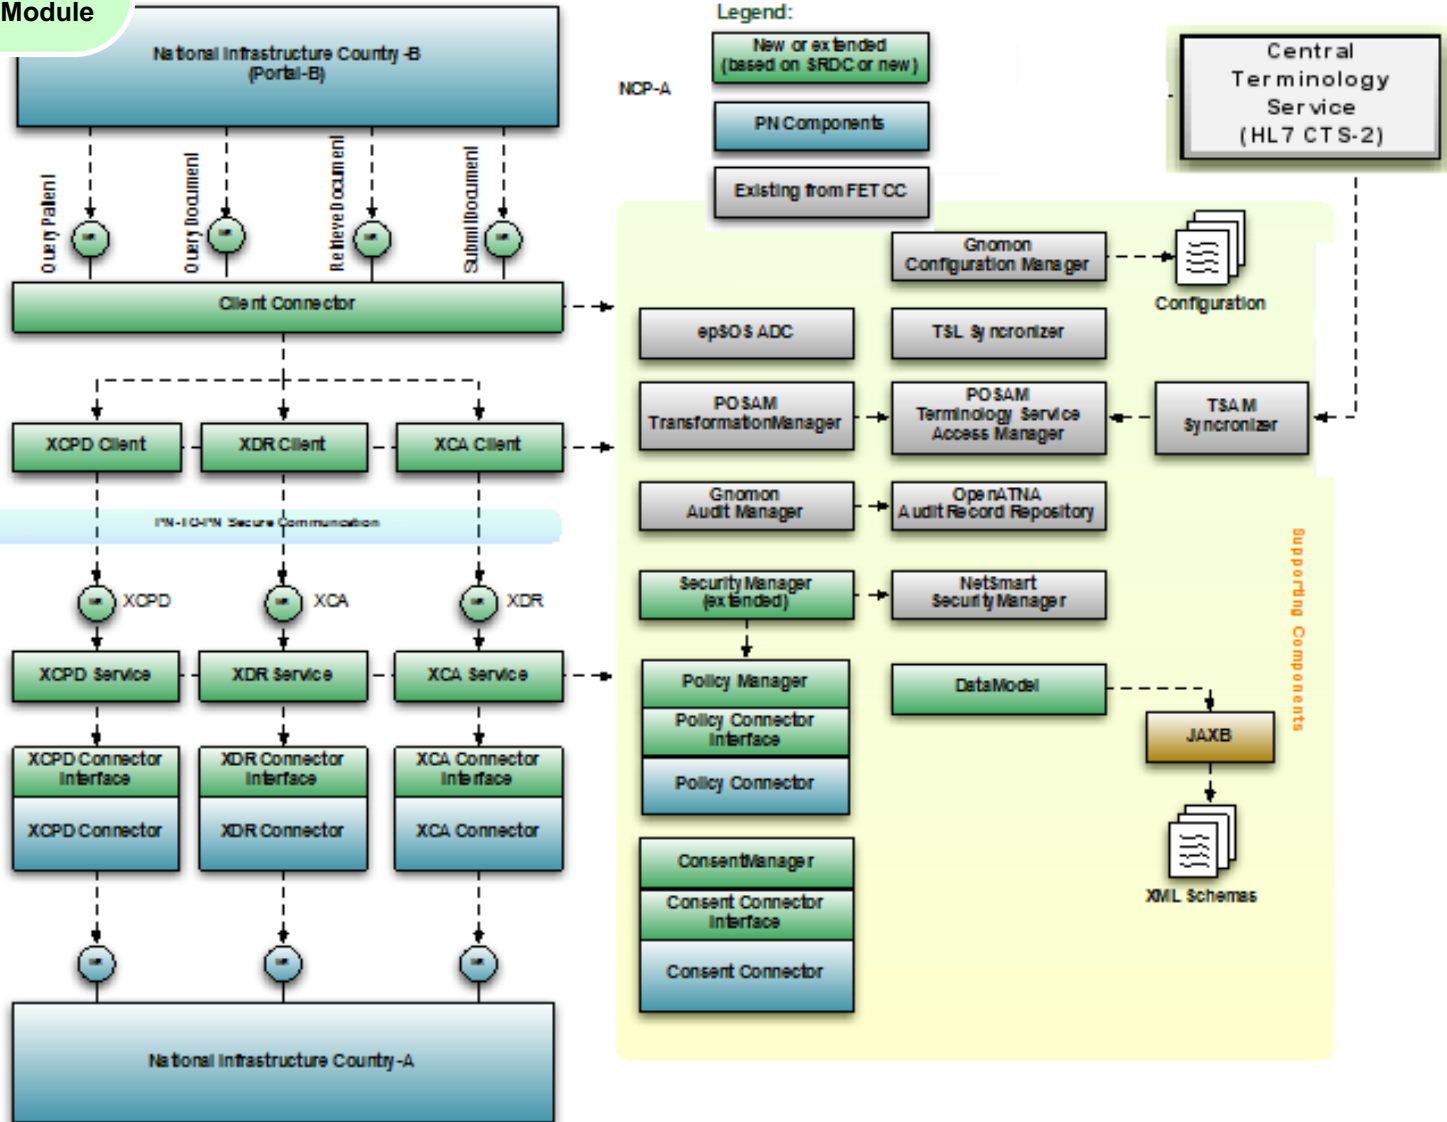 Module
National Infrastructure Country-B
(Portal-B)
Legend:
New or extended
(based on SRDC or new)
NCP-A
PN Components
Existing from FET CC
Central
Terminology
Service
(HL7 CTS-2)
Query Patient
Query Document
Retrieve Document
Submit Document
Client Connector
Gnomon
Configuration Manager
Configuration
epSOS ADC
TSL Syncronizer
POSAM
TransformationManager
POSAM
Terminology Service
Access Manager
TSAM
Syncronizer
XCPD Client
XDR Client
XCA Client
Gnomon
Audit Manager
OpenATNA
Audit Record Repository
PN-TO-PN Secure Communication
XCPD
XCA
XDR
Security Manager
(extended)
NetSmart
SecurityManager
Supporting Components
XCPD Service
XDR Service
XCA Service
Policy Manager
Policy Connector
Interface
Policy Connector
DataModel
JAXB
XML Schemas
XCPD Connector
Interface
XCPD Connector
XDR Connector
Interface
XDR Connector
XCA Connector
Interface
XCA Connector
ConsentManager
Consent Connector
Interface
Consent Connector
National Infrastructure Country-A